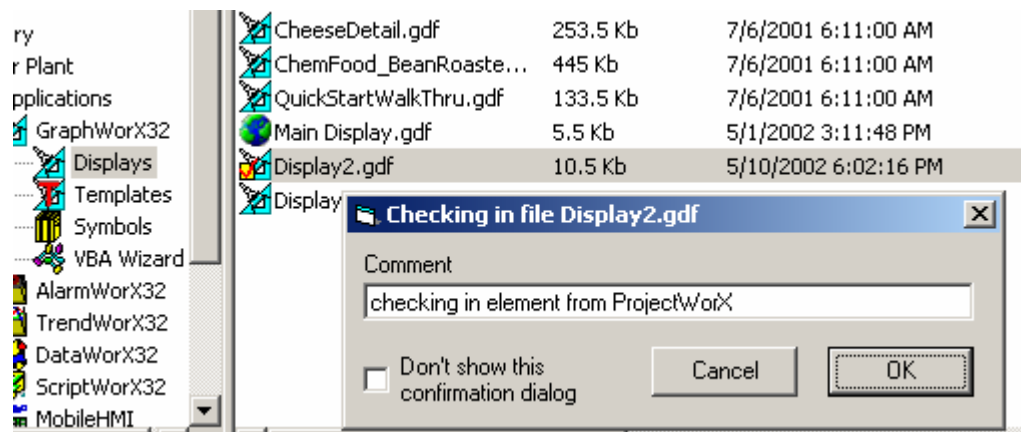 ry
r Plant
pplications
GraphWorX32
Displays
Templates
Symbols
VBA Wizard
AlarmWorX32
TrendWorX32
DataWorX32
ScriptWorX32
MobileHMI
CheeseDetail.gdf 253.5 Kb 7/6/2001 6:11:00 AM
ChemFood_BeanRoaste... 445 Kb 7/6/2001 6:11:00 AM
QuickStartWalkThru.gdf 133.5 Kb 7/6/2001 6:11:00 AM
Main Display.gdf 5.5 Kb 5/1/2002 3:11:48 PM
Display2.gdf 10.5 Kb 5/10/2002 6:02:16 PM
Display
Checking in file Display2.gdf
Comment
checking in element from ProjectWorX
Don't show this
confirmation dialog
Cancel
OK